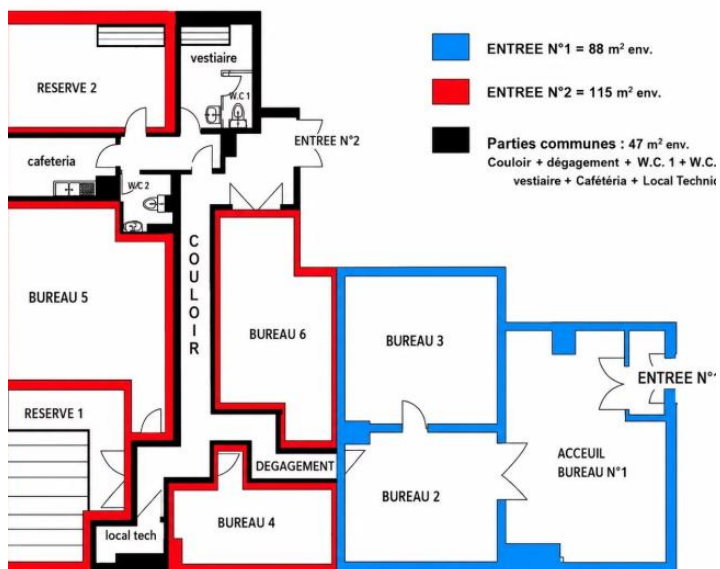 vestiaire
RESERVE 2
W.C 1
ENTREE N°2
cafeteria
W.C 2
COULOIR
BUREAU 5
BUREAU 6
BUREAU 3
RESERVE 1
DEGAGEMENT
BUREAU 4
local tech
BUREAU 2
ACCEUIL
BUREAU N°1
ENTREE N°1
ENTREE N°1 = 88 m² env.
ENTREE N°2 = 115 m² env.
Parties communes : 47 m² env.
Couloir + dégagement + W.C. 1 + W.C.
vestiaire + Cafétéria + Local Technic